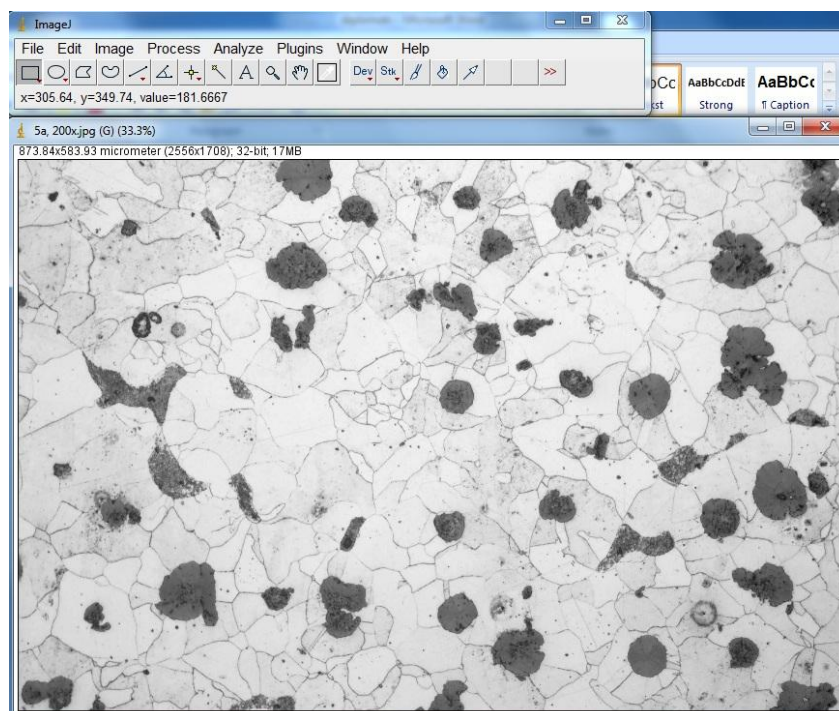 ImageJ
File Edit Image Process Analyze Plugins Window Help
Dev Stk >>
x=305.64, y=349.74, value=181.6667
AaBbCcDdE AaBbCc
Strong ¶ Caption
5a, 200x.jpg (G) (33.3%)
873.84x583.93 micrometer (2556x1708); 32-bit; 17MB